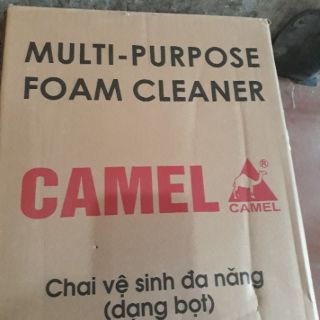 MULTI-PURPOSE
FOAM CLEANER
CAMEL
®
CAMEL
Chai vệ sinh đa năng
(dạng bọt)